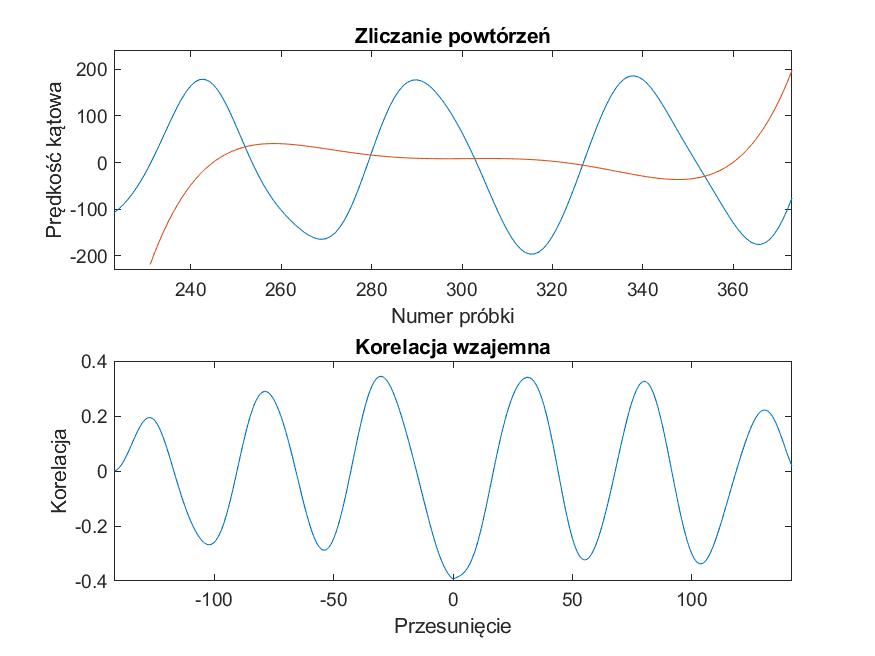 Zliczanie powtórzeń
200
100
0
-100
-200
Prędkość kątowa
240 260 280 300 320 340 360
Numer próbki
Korelacja wzajemna
0.4
0.2
0
-0.2
-0.4
Korelacja
-100 -50 0 50 100
Przesunięcie